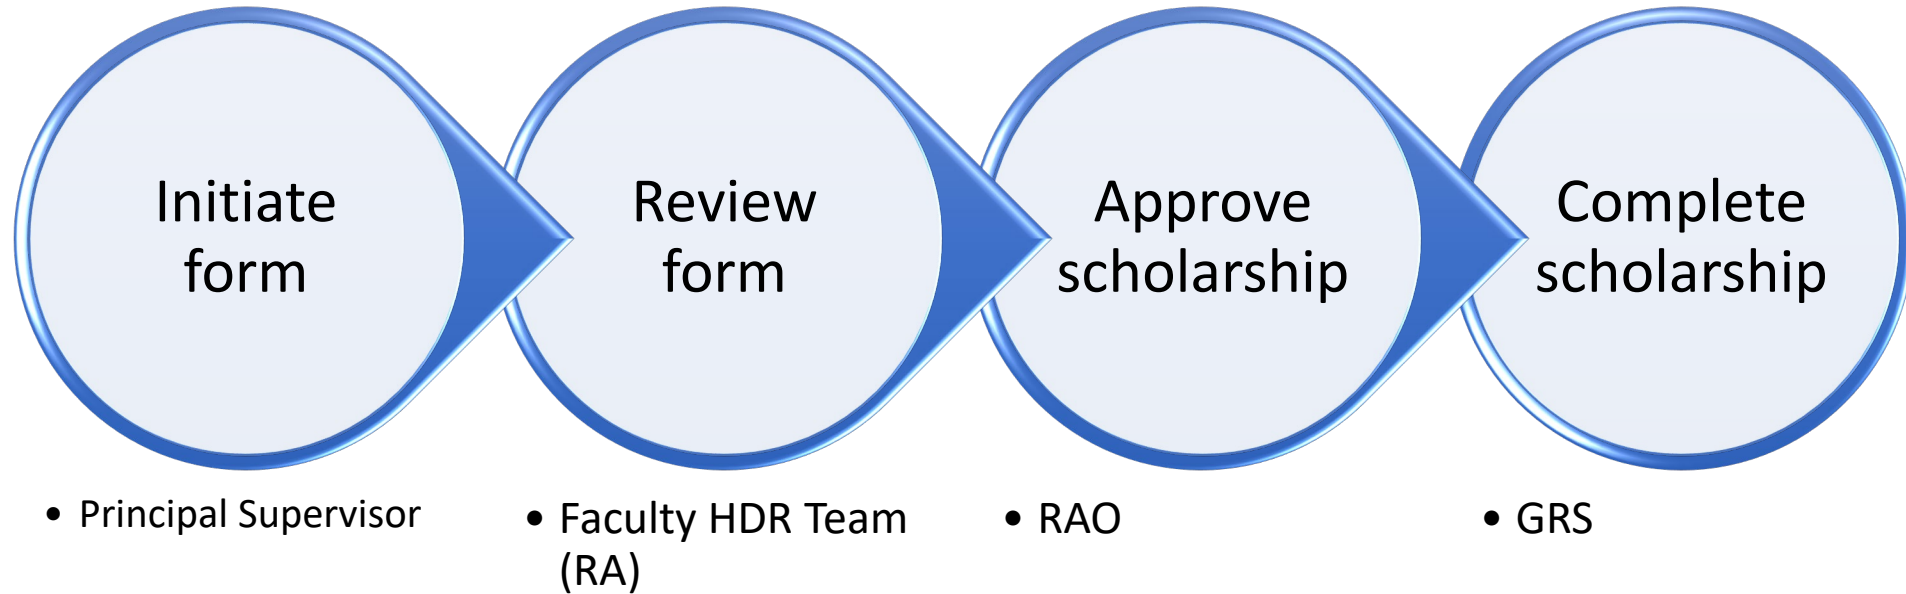 Initiate
form
Review
form
Approve
scholarship
Complete
scholarship
• Principal Supervisor
• Faculty HDR Team
(RA)
• RAO
• GRS